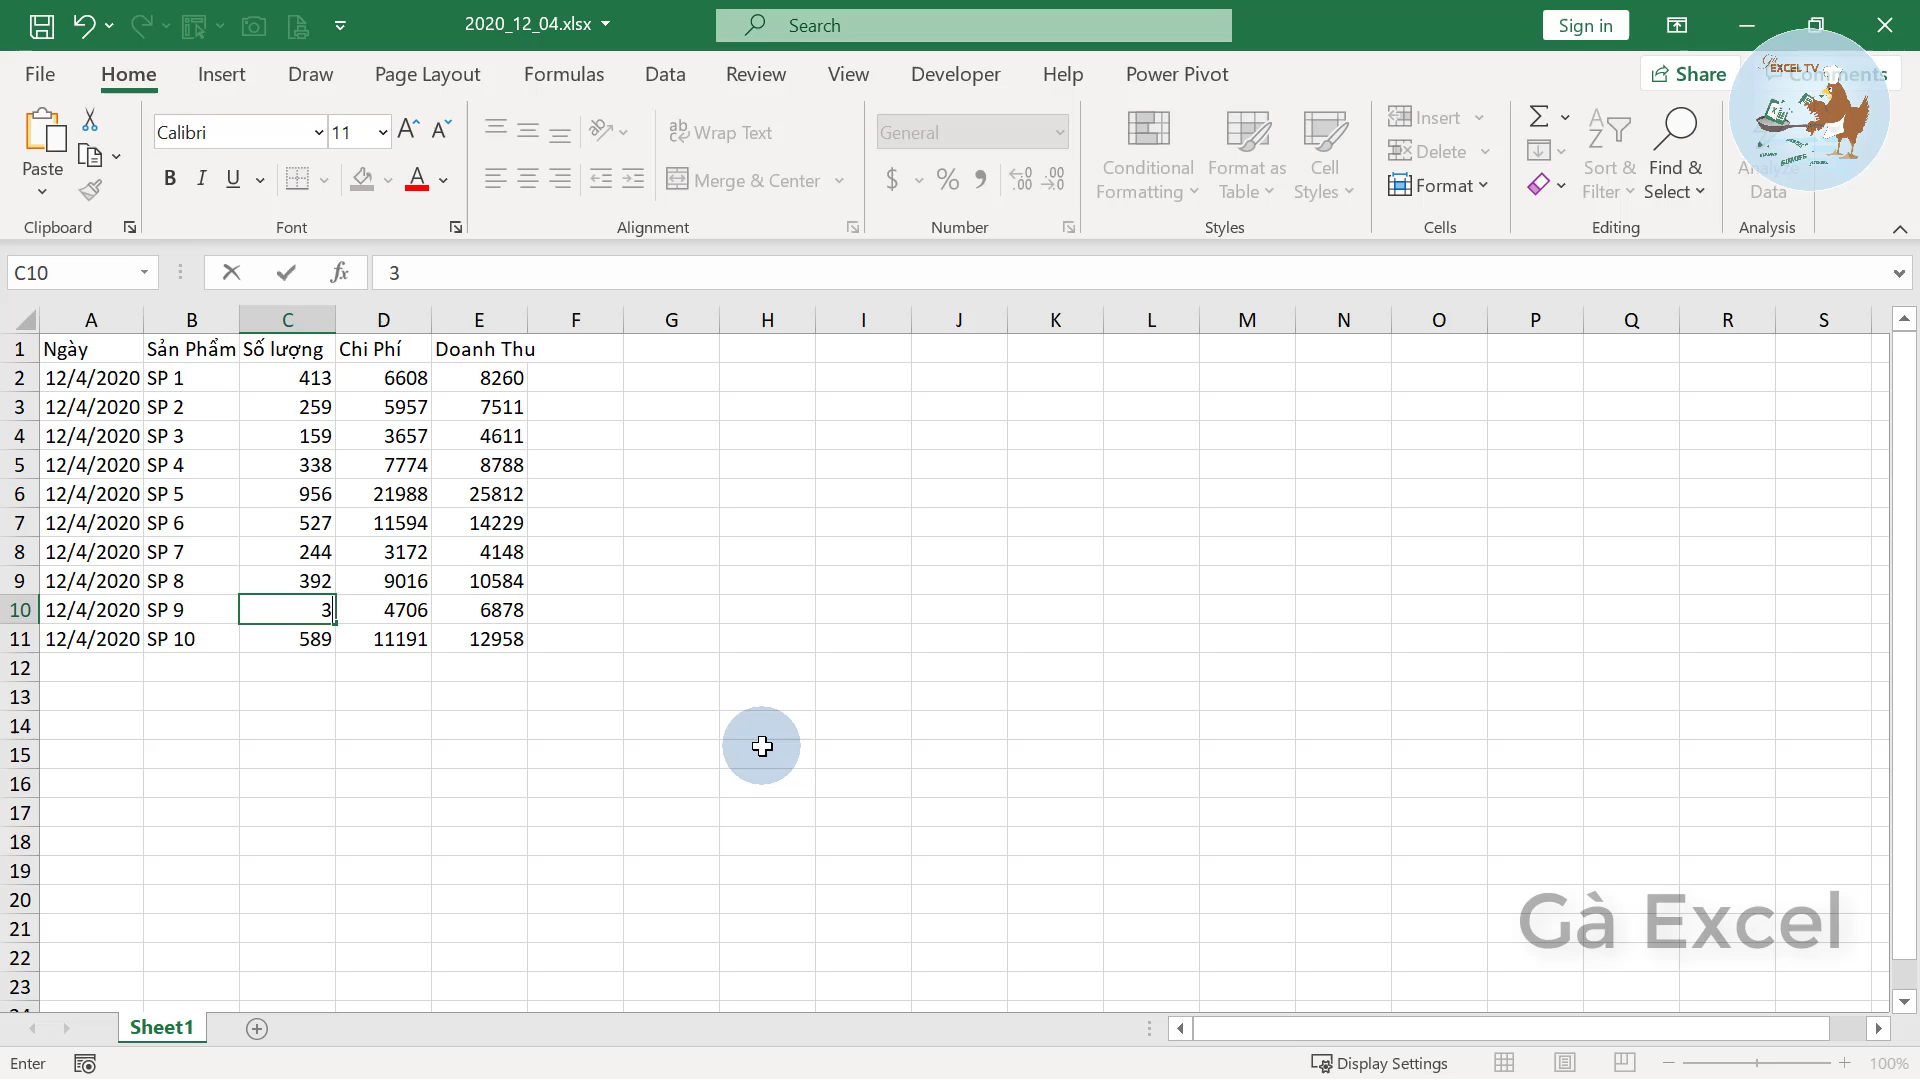 2020_12_04.xlsx
Search
Sign in
File Home Insert Draw Page Layout Formulas Data Review View Developer Help Power Pivot
Share
EXCEL TV
Paste
Calibri 11
B I U
ab Wrap Text
Merge & Center
General
$ % 9
Conditional Formatting
Format as Table
Cell Styles
Insert
Delete
Format
Sort & Filter
Find & Select
Data
Clipboard Font Alignment Number Styles Cells Editing Analysis
C10 fx 3
A B C D E F G H I J K L M N O P Q R S
1 Ngày Sản Phẩm Số lượng Chi Phí Doanh Thu
2 12/4/2020 SP 1 413 6608 8260
3 12/4/2020 SP 2 259 5957 7511
4 12/4/2020 SP 3 159 3657 4611
5 12/4/2020 SP 4 338 7774 8788
6 12/4/2020 SP 5 956 21988 25812
7 12/4/2020 SP 6 527 11594 14229
8 12/4/2020 SP 7 244 3172 4148
9 12/4/2020 SP 8 392 9016 10584
10 12/4/2020 SP 9 3 4706 6878
11 12/4/2020 SP 10 589 11191 12958
12
13
14
15
16
17
18
19
20
21
22
23
Gà Excel
Sheet1
Enter
Display Settings
100%